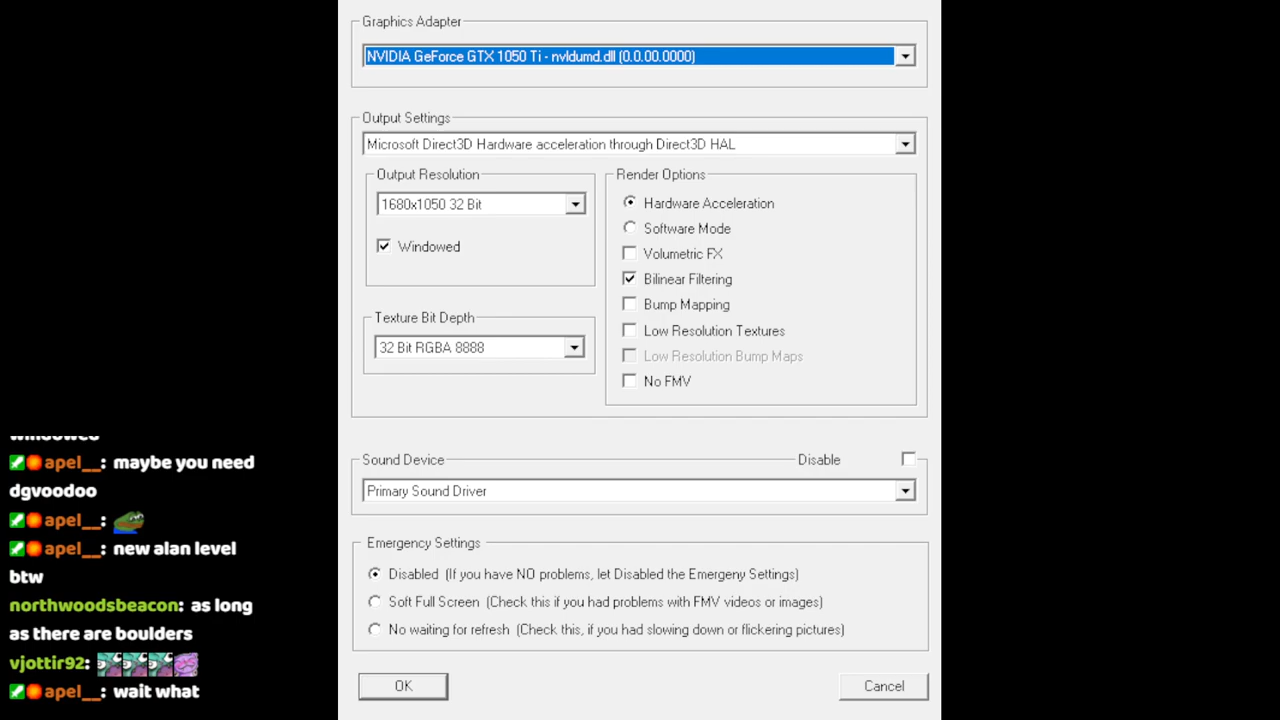 Graphics Adapter
NVIDIA GeForce GTX 1050 Ti - nvldumd.dll (0.0.00.0000)
Output Settings
Microsoft Direct3D Hardware acceleration through Direct3D HAL
Output Resolution
1680x1050 32 Bit
Windowed
Texture Bit Depth
32 Bit RGBA 8888
Render Options
Hardware Acceleration
Software Mode
Volumetric FX
Bilinear Filtering
Bump Mapping
Low Resolution Textures
Low Resolution Bump Maps
No FMV
Sound Device
Disable
Primary Sound Driver
Emergency Settings
Disabled (If you have NO problems, let Disabled the Emergeny Settings)
Soft Full Screen (Check this if you had problems with FMV videos or images)
No waiting for refresh (Check this, if you had slowing down or flickering pictures)
OK
Cancel
windowed
apel__: maybe you need
dgvoodoo
apel__:
apel__: new alan level
btw
northwoodsbeacon: as long
as there are boulders
vjottir92:
apel__: wait what